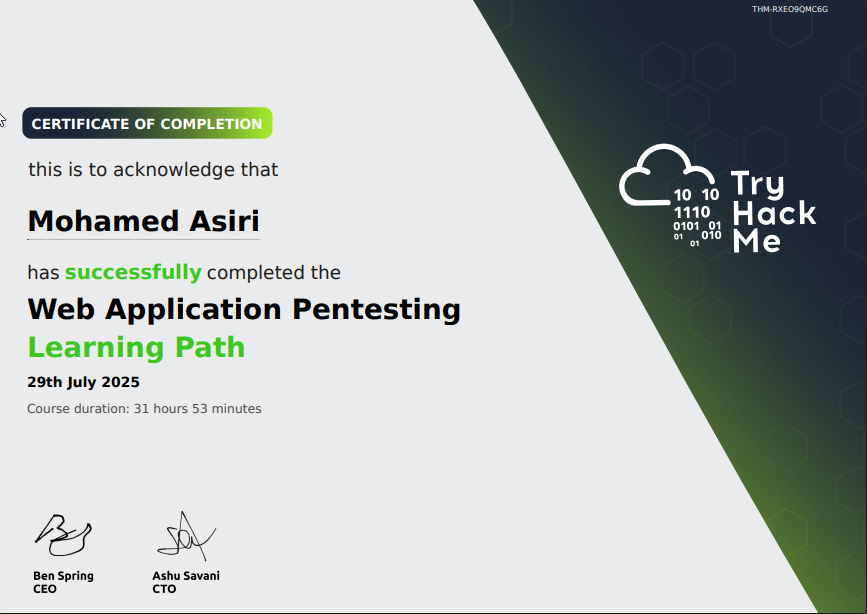 THM-RXEO9QMC6G
CERTIFICATE OF COMPLETION
this is to acknowledge that
Mohamed Asiri
has successfully completed the
Web Application Pentesting
Learning Path
29th July 2025
Course duration: 31 hours 53 minutes
10 10
1110
0101 01
01 010
01
Try
Hack
Me
Ben Spring
CEO
Ashu Savani
CTO